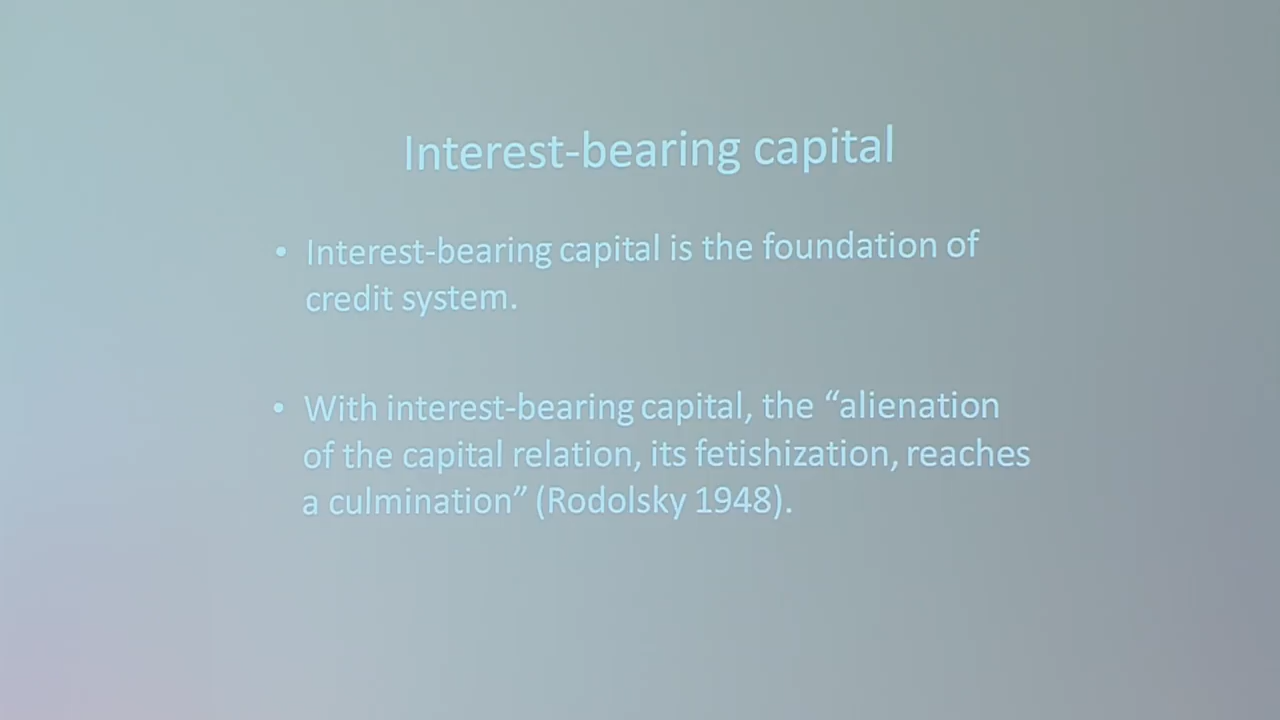 Interest-bearing capital
• Interest-bearing capital is the foundation of
credit system.
• With interest-bearing capital, the “alienation
of the capital relation, its fetishization, reaches
a culmination” (Rodolsky 1948).